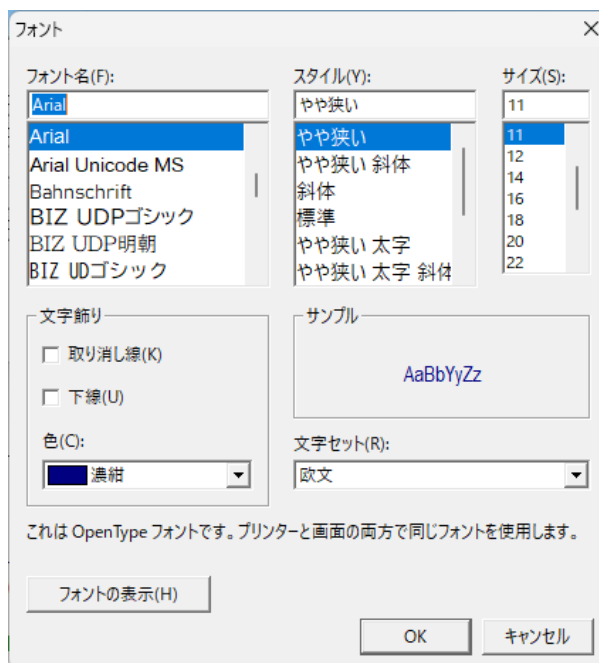 フォント
フォント名(F):
Arial
Arial
Arial Unicode MS
Bahnschrift
BIZ UDPゴシック
BIZ UDP明朝
BIZ UDゴシック
スタイル(Y):
やや狭い
やや狭い
やや狭い 斜体
斜体
標準
やや狭い 太字
やや狭い 太字 斜体
サイズ(S):
11
11
12
14
16
18
20
22
文字飾り
取り消し線(K)
下線(U)
色(C):
濃紺
サンプル
AaBbYyZz
文字セット(R):
欧文
これは OpenType フォントです。プリンターと画面の両方で同じフォントを使用します。
フォントの表示(H)
OK
キャンセル